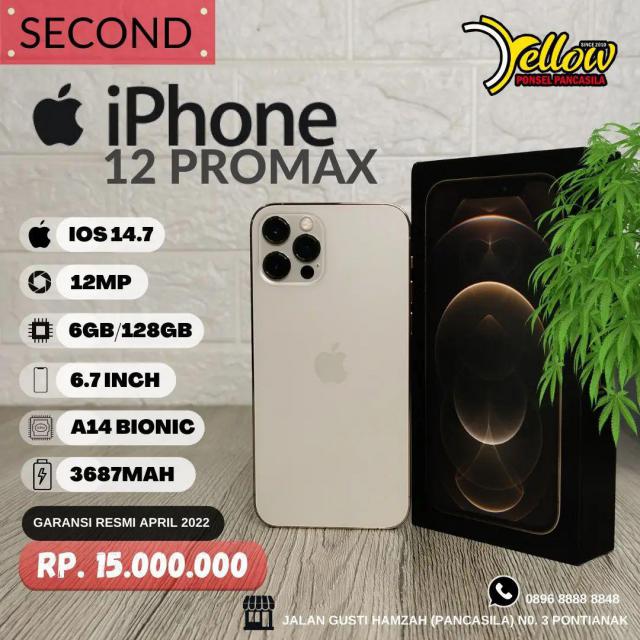 SECOND
SINCE 2010
Yellow
PONSEL PANCASILA
iPhone
12 PROMAX
IOS 14.7
12MP
6GB/128GB
6.7 INCH
A14 BIONIC
3687MAH
GARANSI RESMI APRIL 2022
RP. 15.000.000
0896 8888 8848
JALAN GUSTI HAMZAH (PANCASILA) N0. 3 PONTIANAK